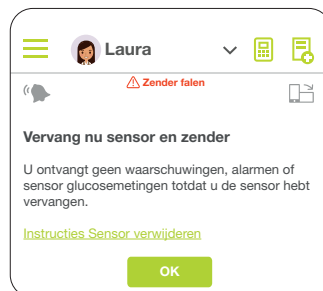 Laura
Zender falen
Vervang nu sensor en zender
U ontvangt geen waarschuwingen, alarmen of
sensor glucosemetingen totdat u de sensor hebt
vervangen.
Instructies Sensor verwijderen
OK